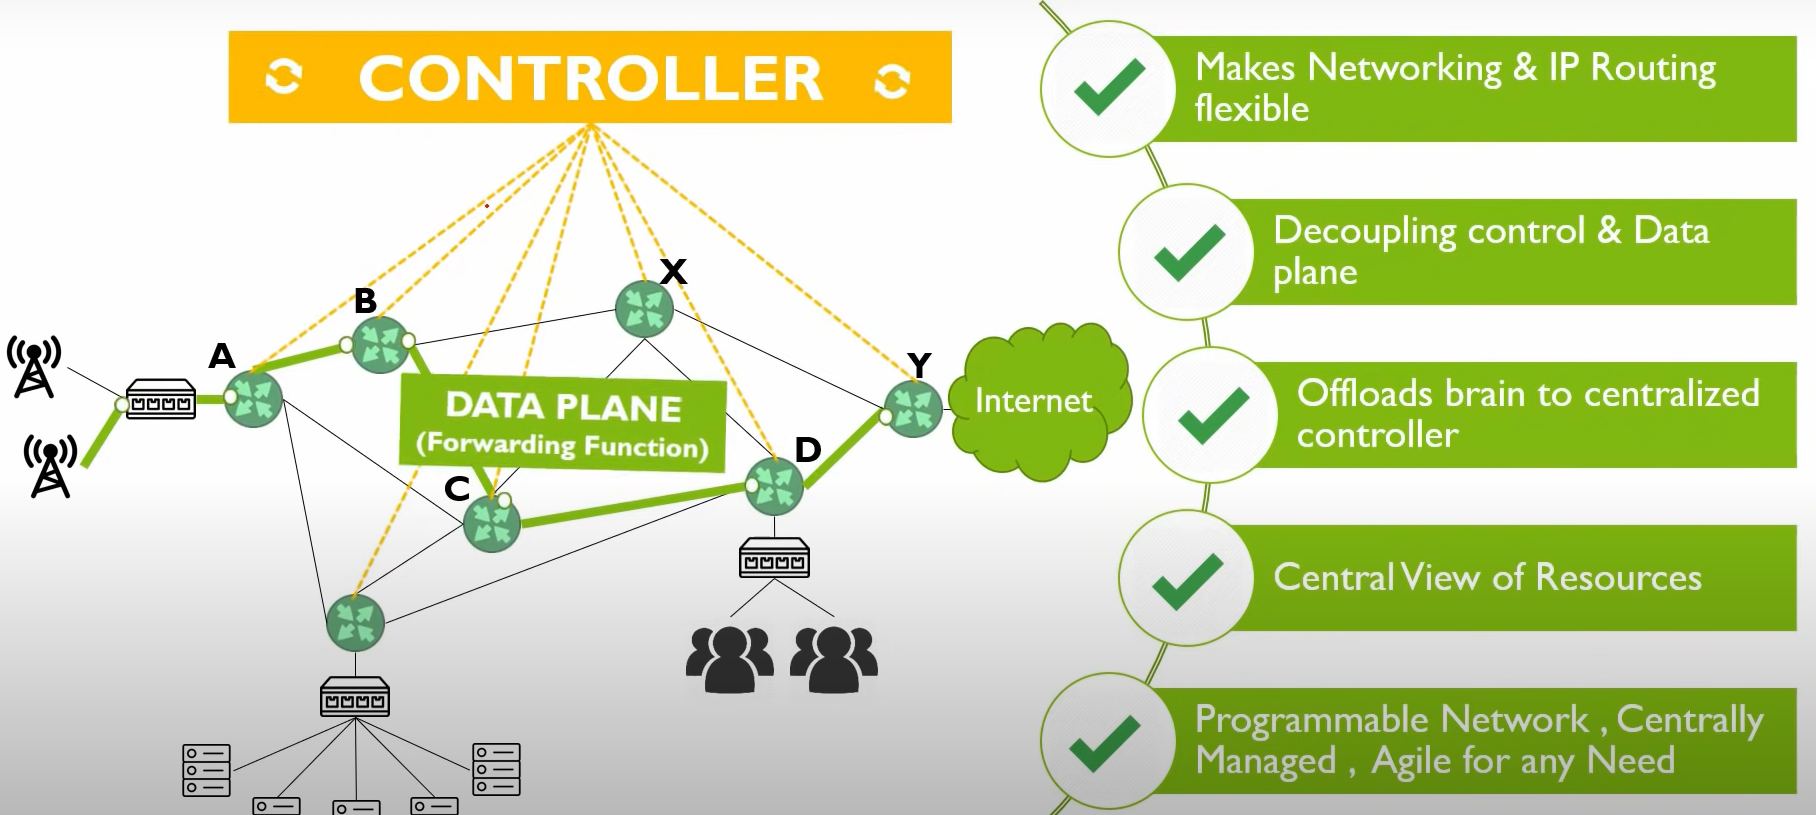 CONTROLLER
X
B
A
Y
DATA PLANE
(Forwarding Function)
Internet
D
C
Makes Networking & IP Routing
flexible
Decoupling control & Data
plane
Offloads brain to centralized
controller
Central View of Resources
Programmable Network , Centrally
Managed , Agile for any Need